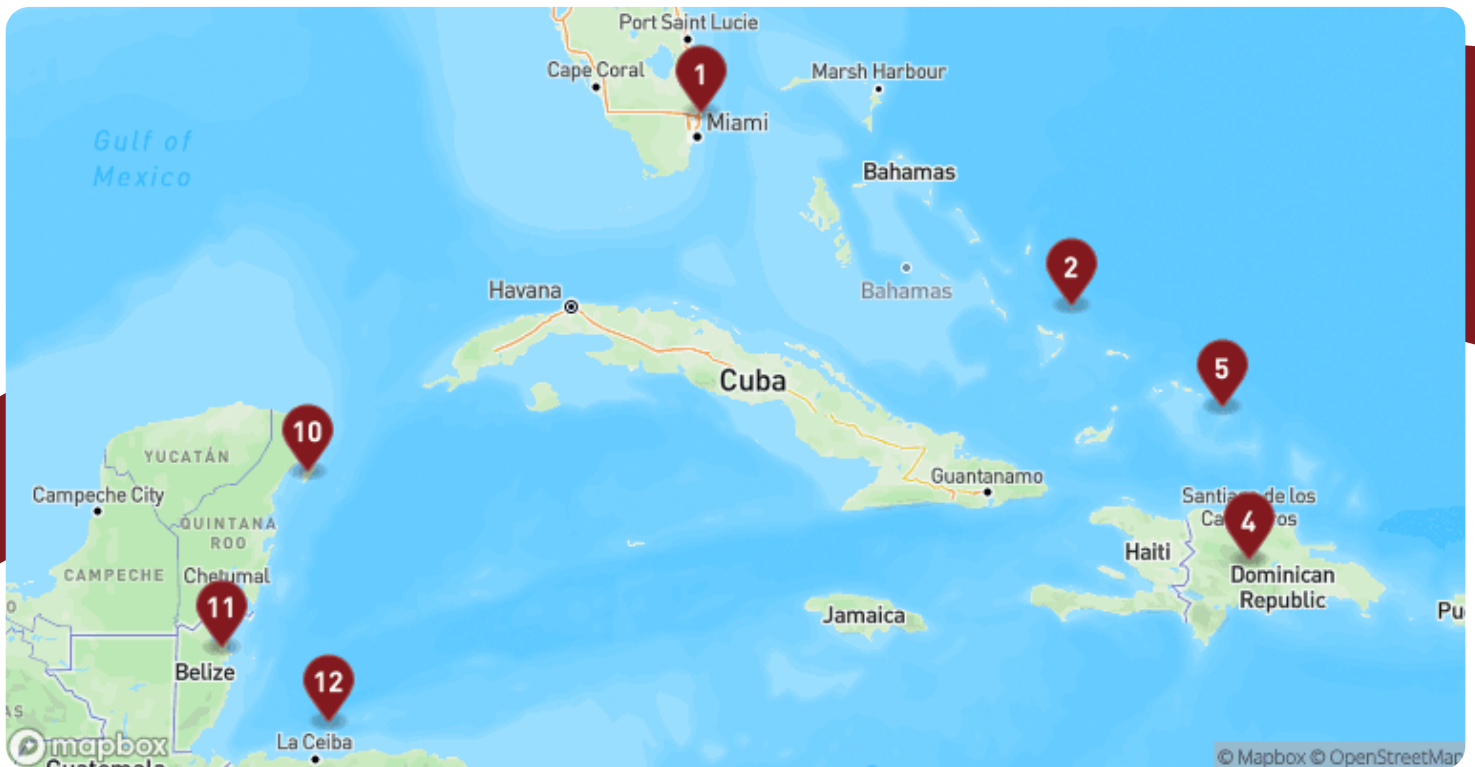 Port Saint Lucie
Cape Coral
1
Marsh Harbour
Miami
Gulf of
Mexico
Bahamas
2
Havana
Bahamas
5
Cuba
10
YUCATÁN
Guantanamo
Campeche City
Santiago de los
4
QUINTANA
ROO
Haiti
CAMPECHE
Chetumal
Dominican
Republic
11
Jamaica
Belize
12
La Ceiba
mapbox
© Mapbox © OpenStreetMap